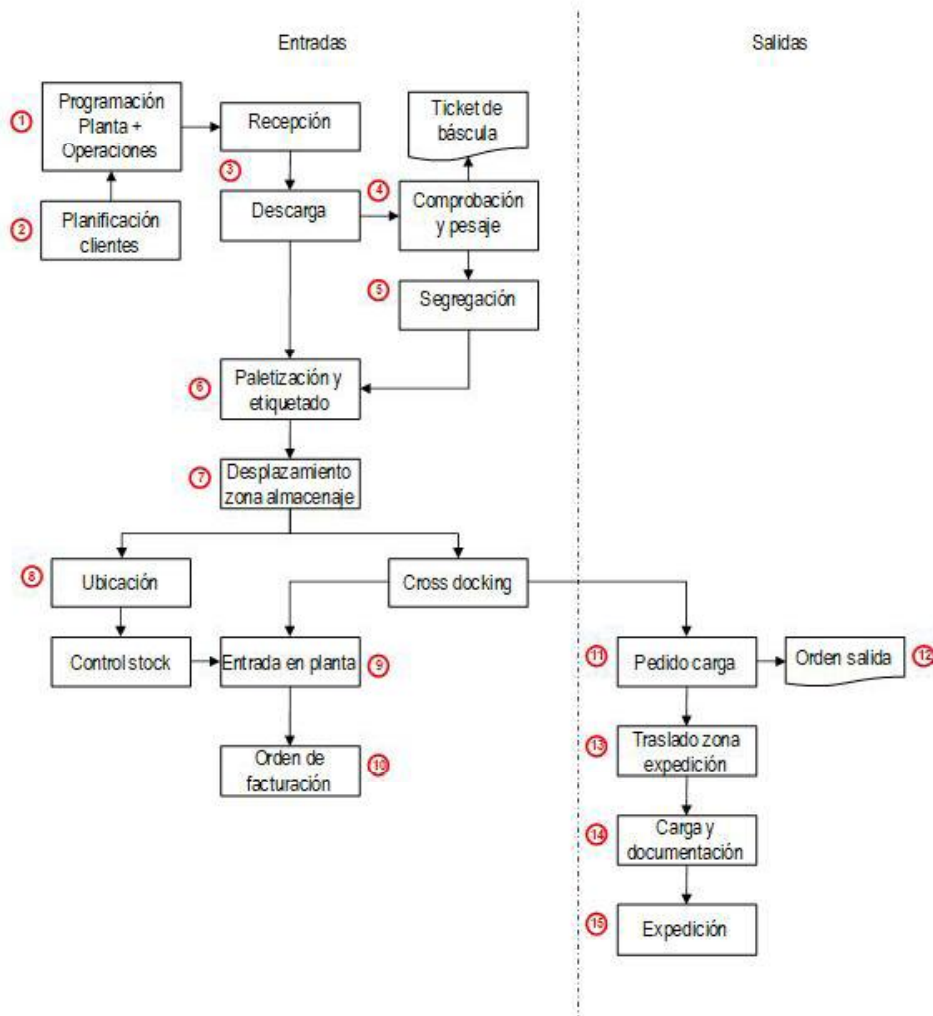 Entradas
Salidas
1
Programación
Planta +
Operaciones
Recepción
Ticket de
báscula
3
4
2
Planificación
clientes
Descarga
Comprobación
y pesaje
5
Segregación
6
Paletización y
etiquetado
7
Desplazamiento
zona almacenaje
8
Ubicación
Cross docking
Control stock
Entrada en planta
9
11
Pedido carga
Orden salida
12
Orden de
facturación
10
13
Traslado zona
expedición
14
Carga y
documentación
15
Expedición